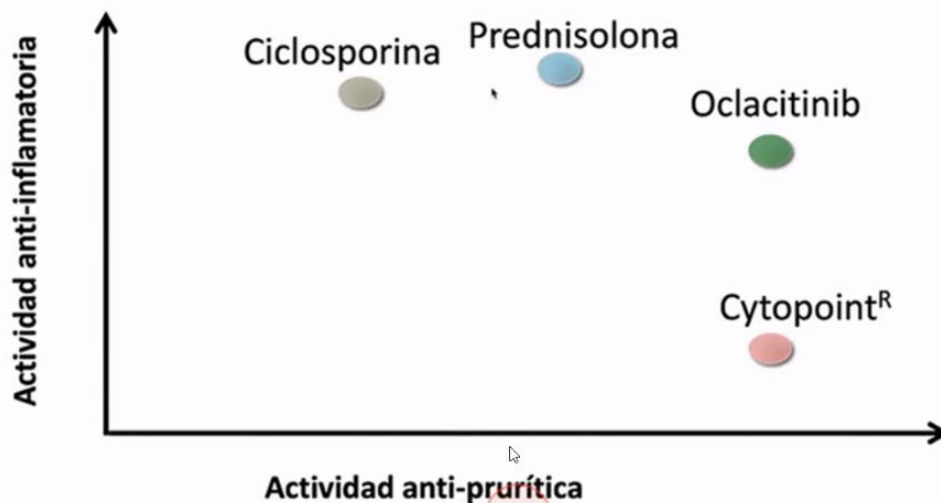 Ciclosporina
Prednisolona
Oclacitinib
Cytopoint^R
Actividad anti-inflamatoria
Actividad anti-prurítica